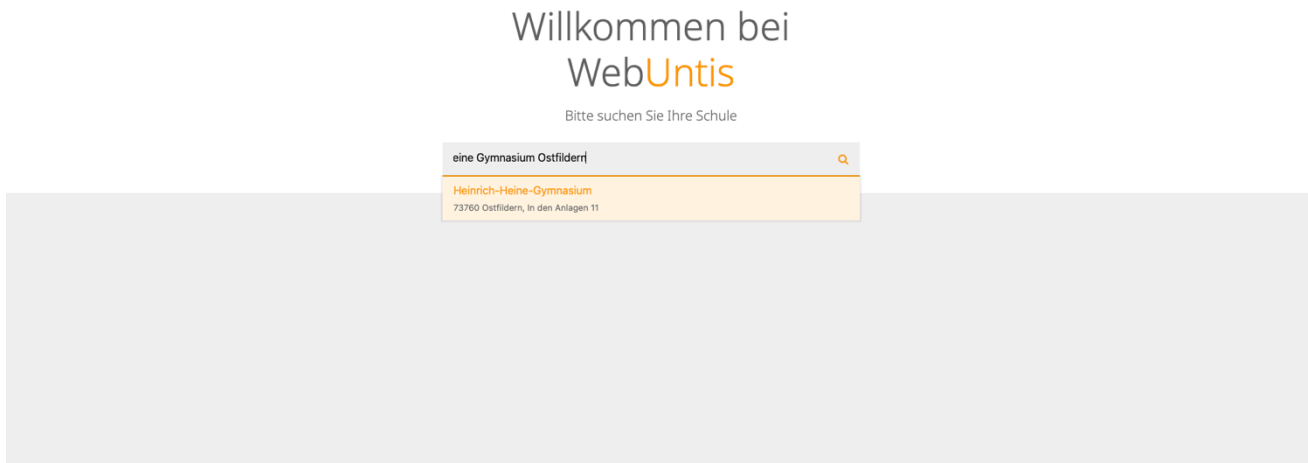 Willkommen bei
WebUntis
Bitte suchen Sie Ihre Schule
eine Gymnasium Ostfildern
Heinrich-Heine-Gymnasium
73760 Ostfildern, In den Anlagen 11